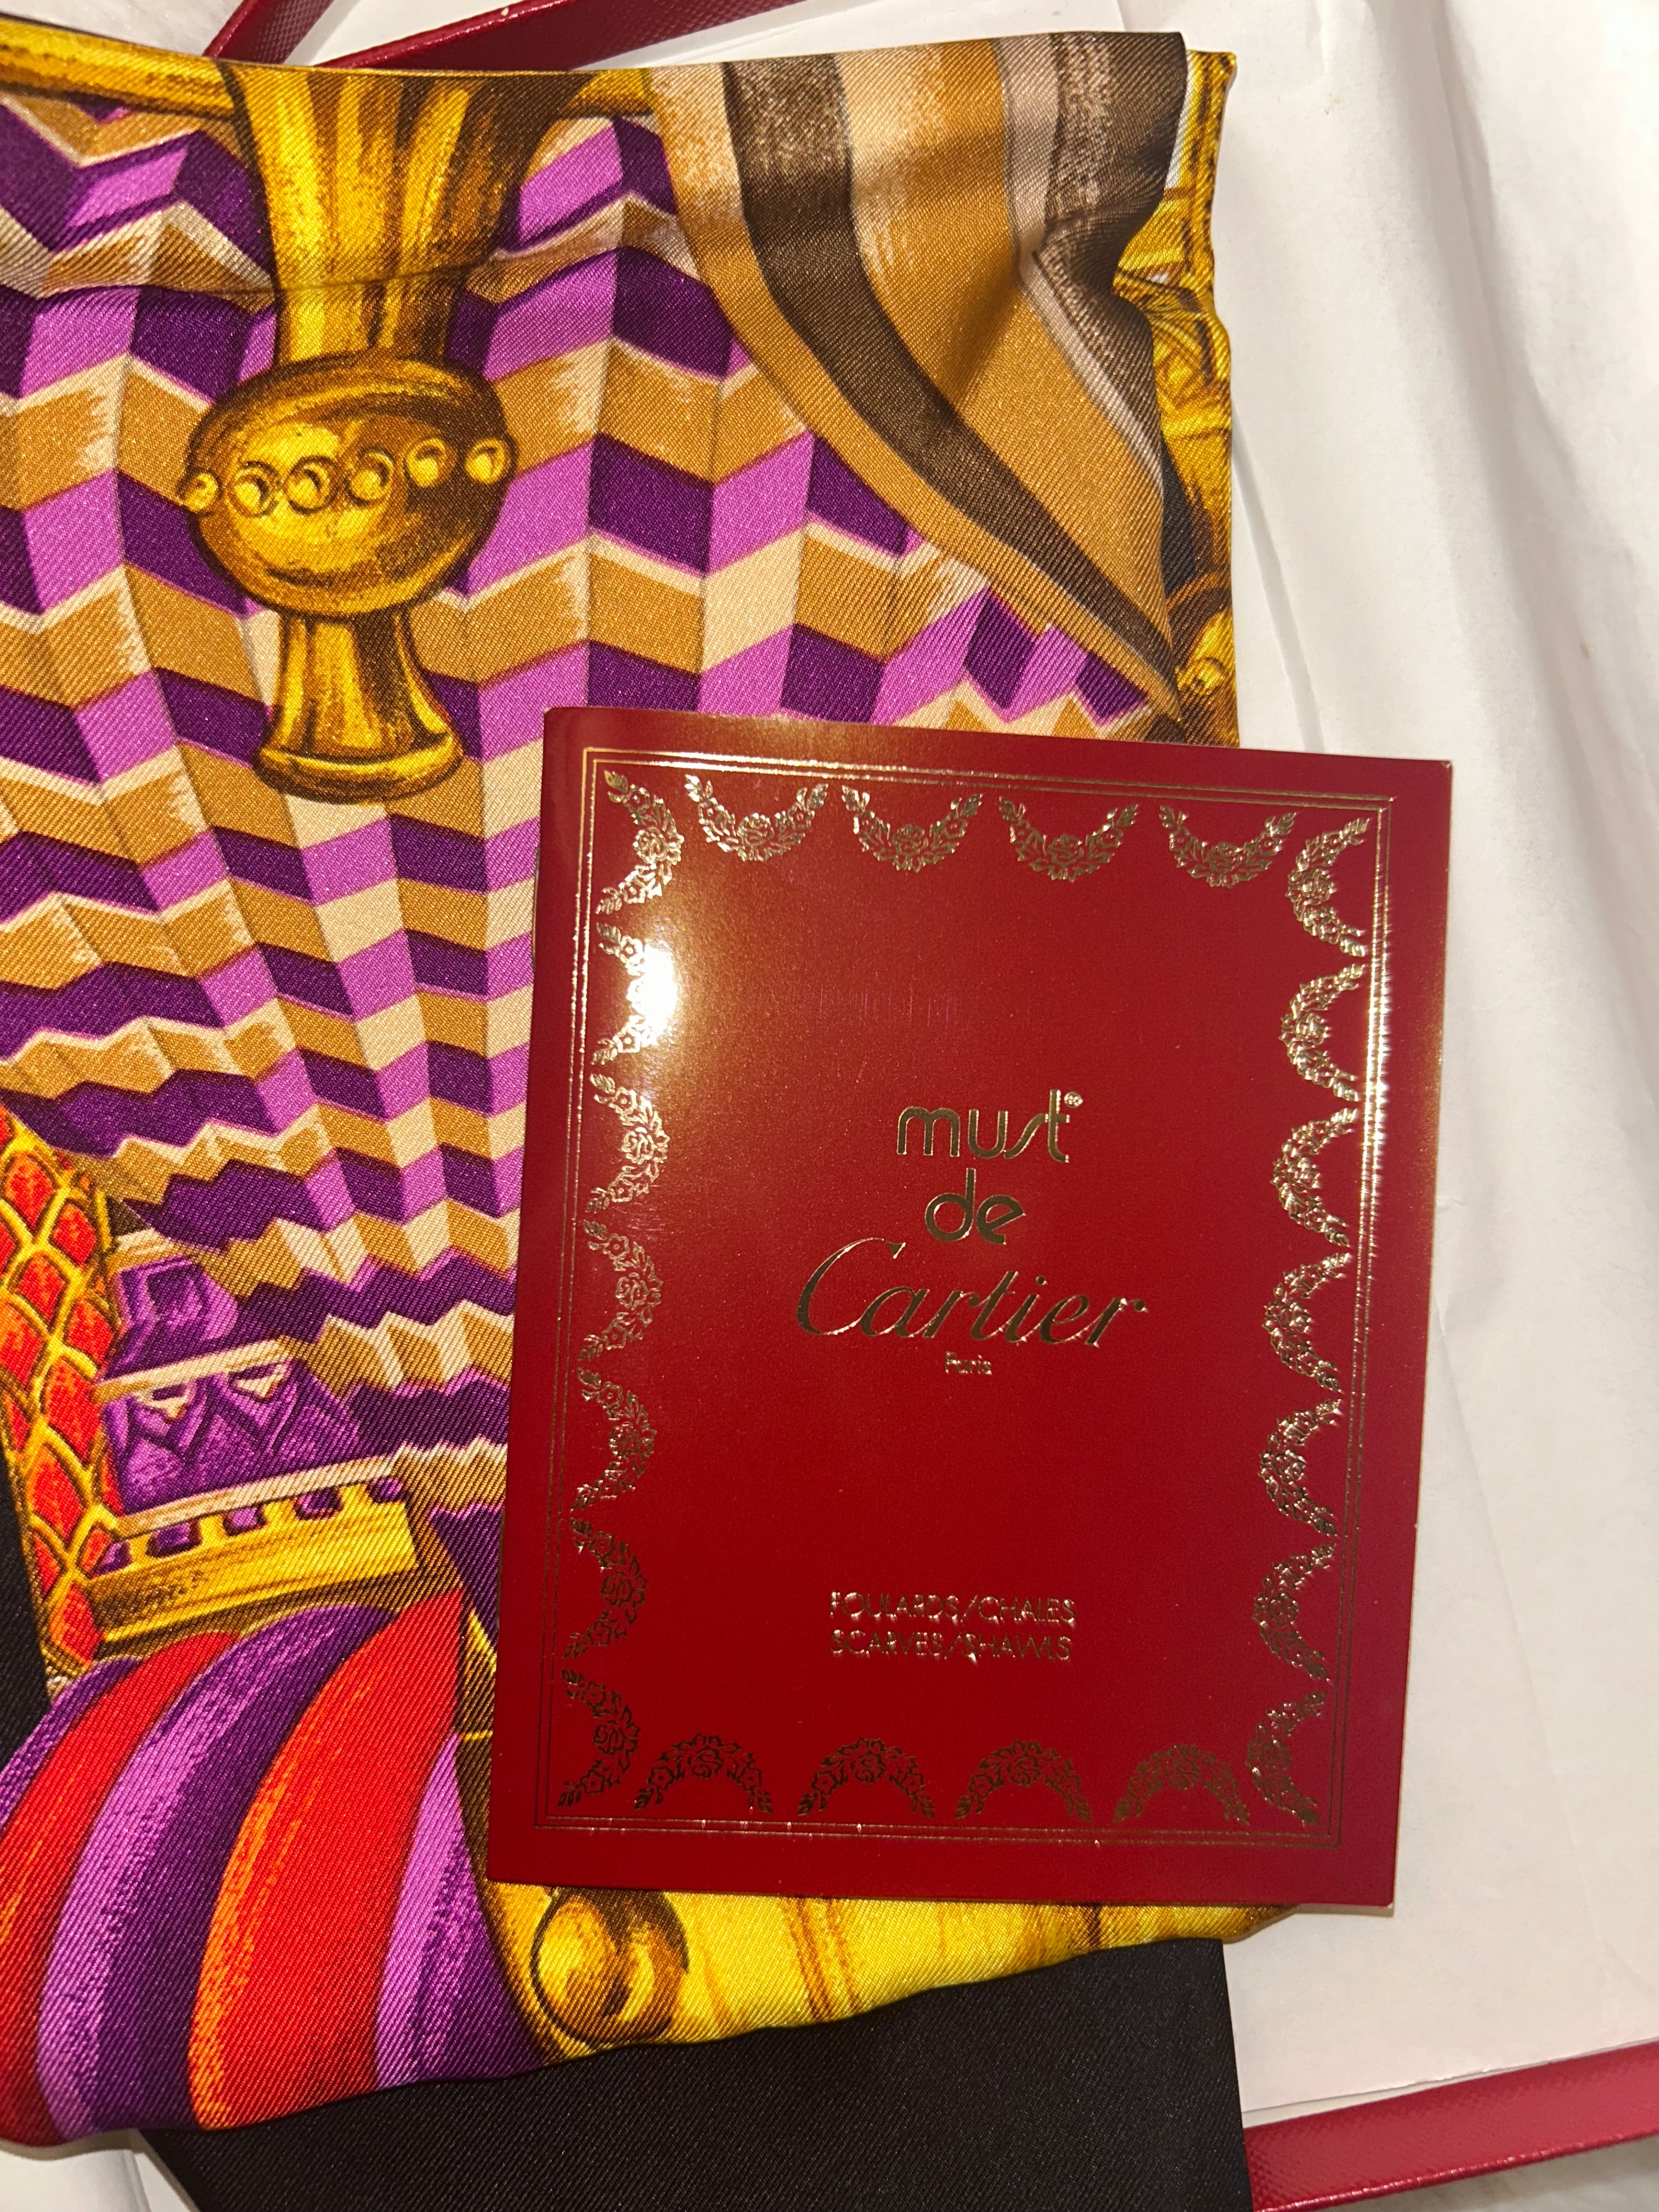 must®
de
Cartier
Paris
FOULARDS/CHALES
SCARVES/SHAWLS